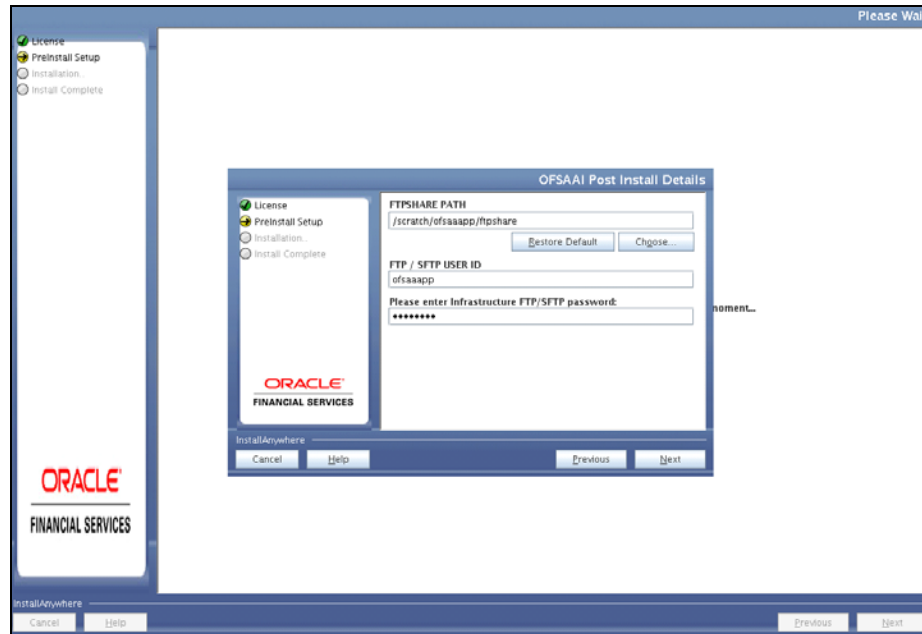 Please Wai
License
PreInstall Setup
Installation..
Install Complete
OFSAAI Post Install Details
License
PreInstall Setup
Installation..
Install Complete
FTPSHARE PATH
/scratch/ofsaaapp/ftpshare
Restore Default
Choose...
FTP / SFTP USER ID
ofsaaapp
Please enter Infrastructure FTP/SFTP password:
••••••••
noment...
ORACLE
FINANCIAL SERVICES
InstallAnywhere
Cancel
Help
Previous
Next
ORACLE
FINANCIAL SERVICES
InstallAnywhere
Cancel
Help
Previous
Next